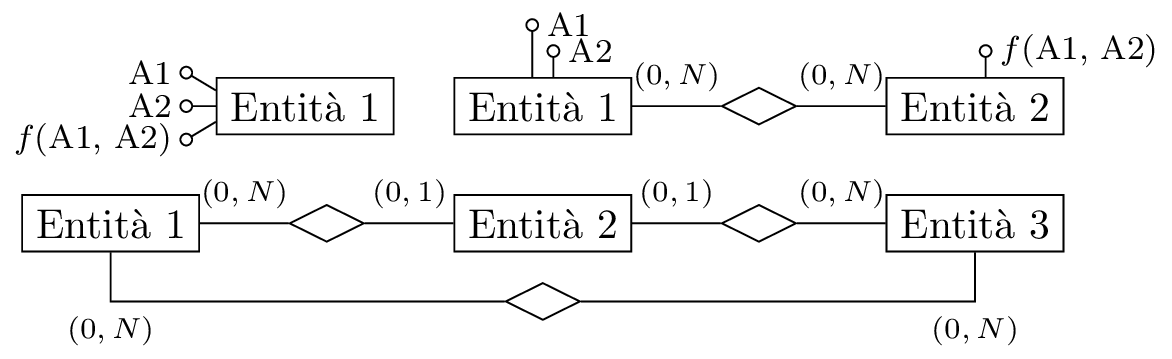 A1
A2
f(A1, A2)
Entità 1
A1
A2
Entità 1
(0, N)
(0, N)
f(A1, A2)
Entità 2
Entità 1
(0, N)
(0, 1)
Entità 2
(0, 1)
(0, N)
Entità 3
(0, N)
(0, N)